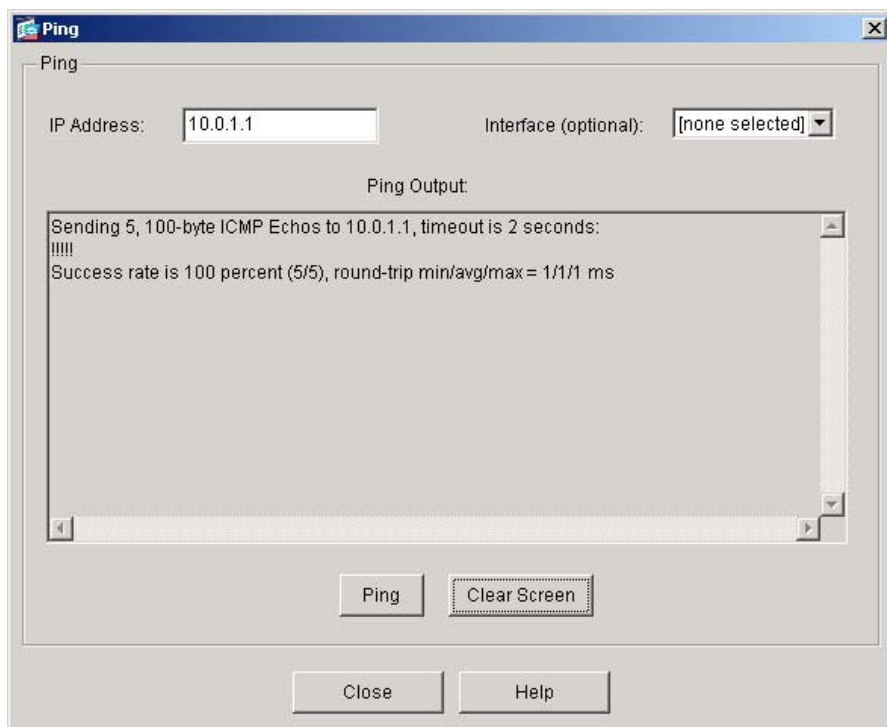 Ping
Ping
IP Address:
10.0.1.1
Interface (optional):
[none selected]
Ping Output:
Sending 5, 100-byte ICMP Echos to 10.0.1.1, timeout is 2 seconds:
!!!!!
Success rate is 100 percent (5/5), round-trip min/avg/max = 1/1/1 ms
Ping
Clear Screen
Close
Help